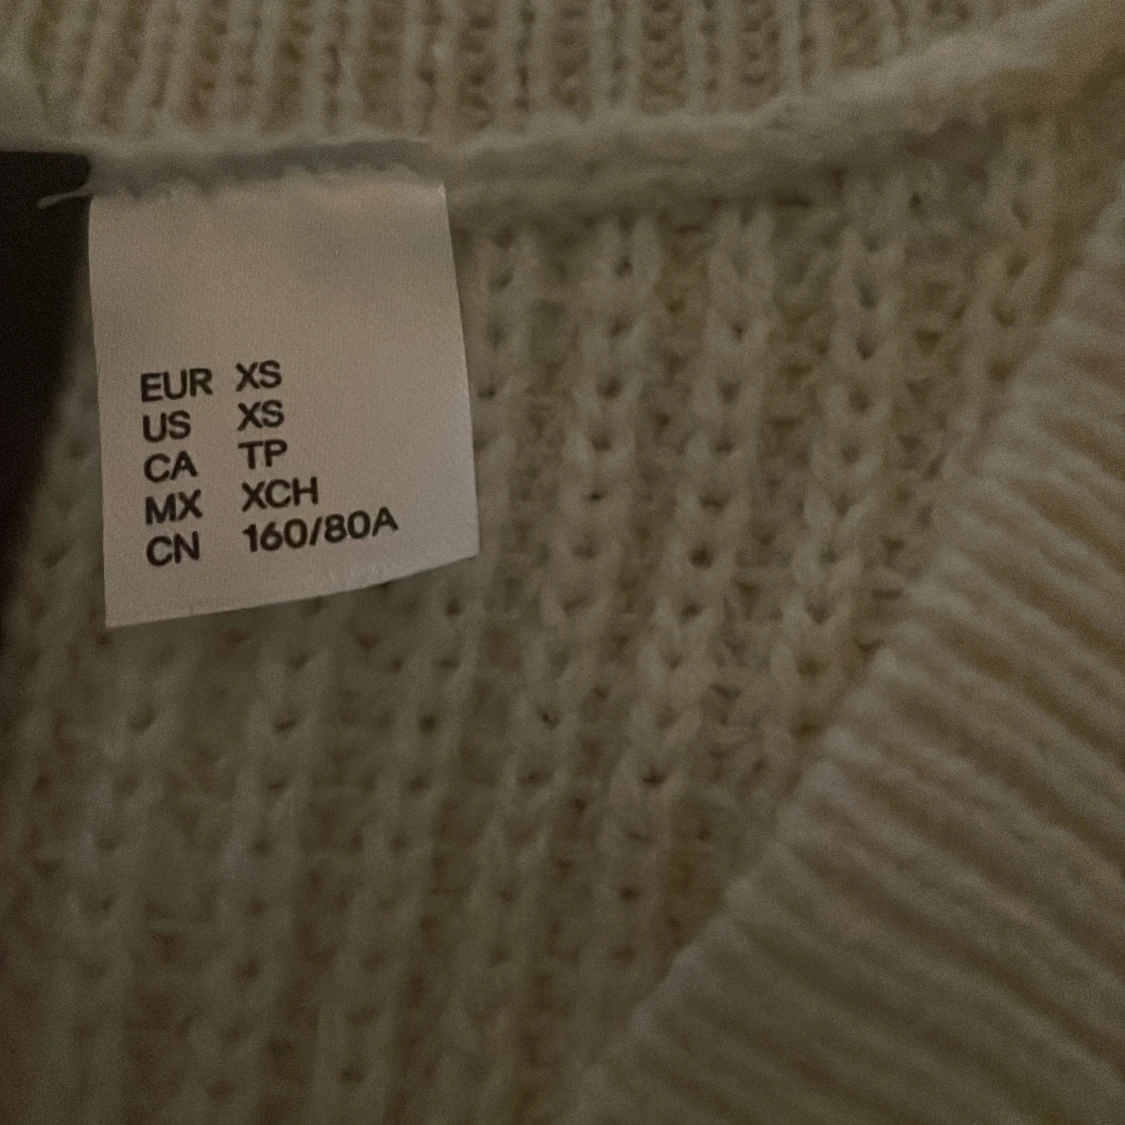 EUR XS
US XS
CA TP
MX XCH
CN 160/80A